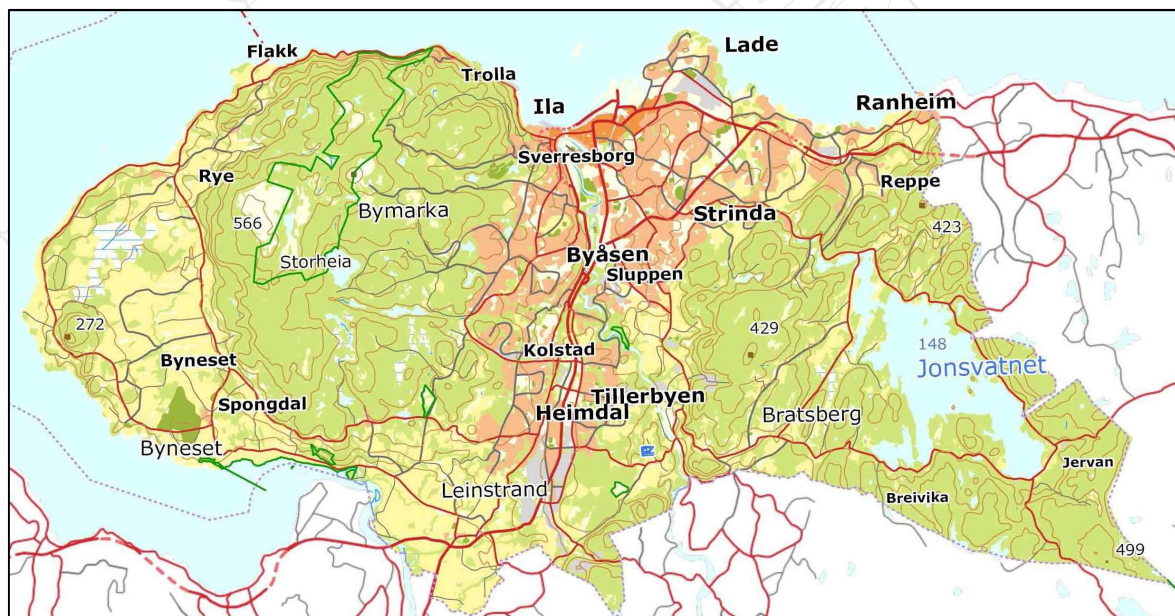 Flakk
Trolla
Lade
Ila
Ranheim
Sverresborg
Rye
Reppe
Bymarka
566
Strinda
423
Storheia
Byåsen
Sluppen
272
429
148
Kolstad
Jonsvatnet
Byneset
Tillerbyen
Spongdal
Heimdal
Bratsberg
Byneset
Jervan
Leinstrand
Breivika
499